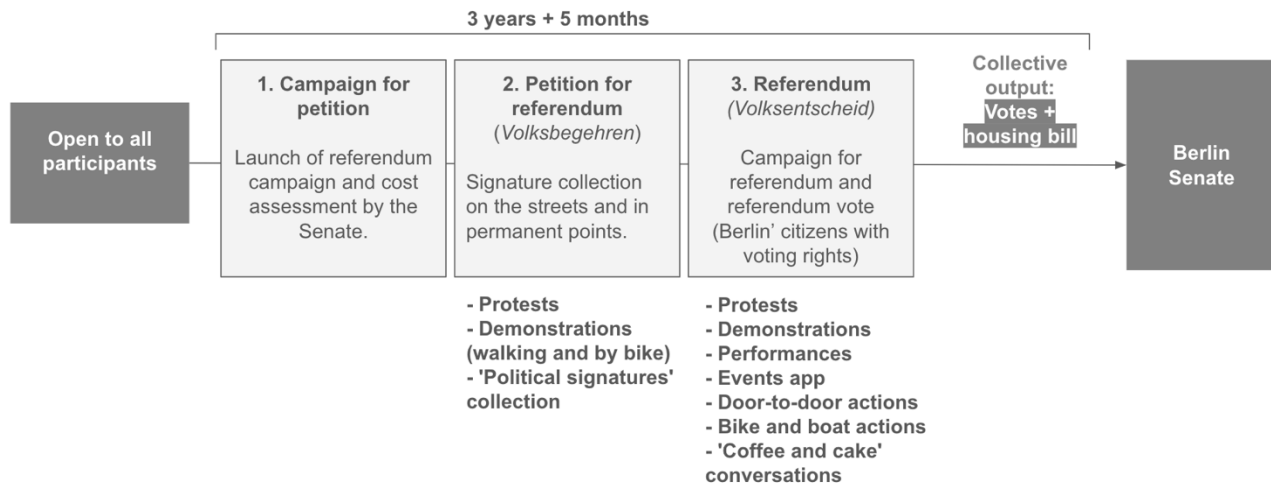 3 years + 5 months
Open to all
participants
1. Campaign for
petition
Launch of referendum
campaign and cost
assessment by the
Senate.
2. Petition for
referendum
(Volksbegehren)
Signature collection
on the streets and in
permanent points.
3. Referendum
(Volksentscheid)
Campaign for
referendum and
referendum vote
(Berlin’ citizens with
voting rights)
Collective
output:
Votes +
housing bill
Berlin
Senate
- Protests
- Demonstrations
(walking and by bike)
- 'Political signatures'
collection
- Protests
- Demonstrations
- Performances
- Events app
- Door-to-door actions
- Bike and boat actions
- 'Coffee and cake'
conversations